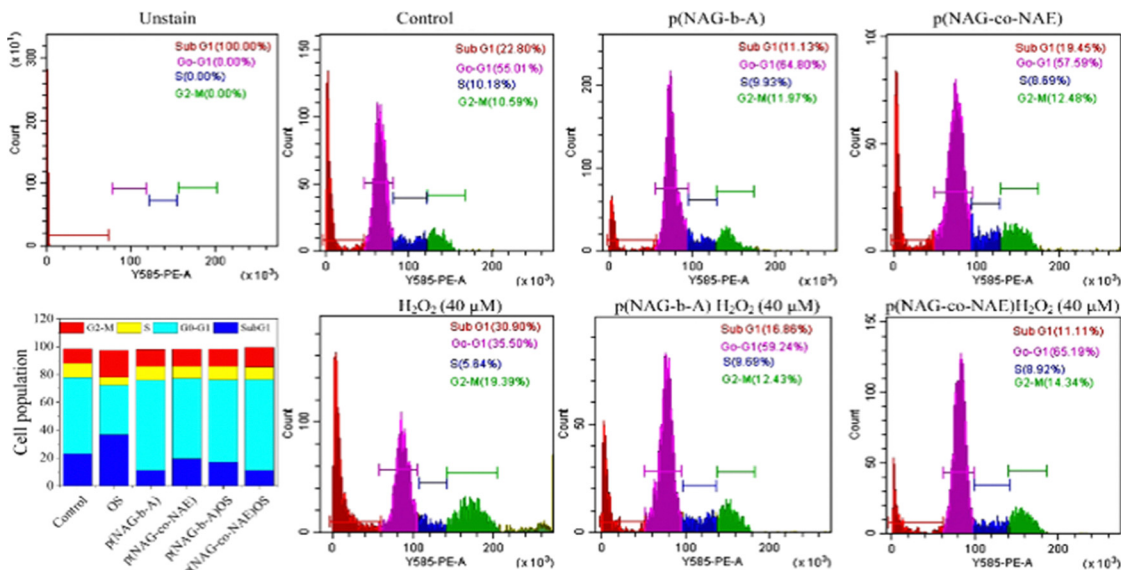 Unstain
Sub G1(100.00%)
Go-G1(0.00%)
S(0.00%)
G2-M(0.00%)
Count
(x10¹)
0 100 200 300
0 100 200
Y585-PE-A
(x10³)
Control
Sub G1(22.80%)
Go-G1(55.01%)
S(10.18%)
G2-M(10.59%)
Count
0 50 100 150
0 100 200
Y585-PE-A
(x10³)
p(NAG-b-A)
Sub G1(11.13%)
Go-G1(64.80%)
S(9.93%)
G2-M(11.97%)
Count
0 100 200
0 100 200
Y585-PE-A
(x10³)
p(NAG-co-NAE)
Sub G1(19.45%)
Go-G1(57.59%)
S(8.69%)
G2-M(12.48%)
Count
0 50 100
0 100 200
Y585-PE-A
(x10³)
G2-M S G0-G1 SubG1
Cell population
120
100
80
60
40
20
0
Control
OS
p(NAG-b-A)
p(NAG-co-NAE)
p(NAG-b-A)OS
(NAG-co-NAE)OS
H₂O₂ (40 µM)
Sub G1(30.90%)
Go-G1(35.50%)
S(5.64%)
G2-M(19.39%)
Count
0 100
0 100 200
Y585-PE-A
(x10³)
p(NAG-b-A) H₂O₂ (40 µM)
Sub G1(16.86%)
Go-G1(59.24%)
S(9.69%)
G2-M(12.43%)
Count
0 50 100
0 100 200
Y585-PE-A
(x10³)
p(NAG-co-NAE)H₂O₂ (40 µM)
Sub G1(11.11%)
Go-G1(65.19%)
S(8.92%)
G2-M(14.34%)
Count
0 50 100 150
0 100 200
Y585-PE-A
(x10³)